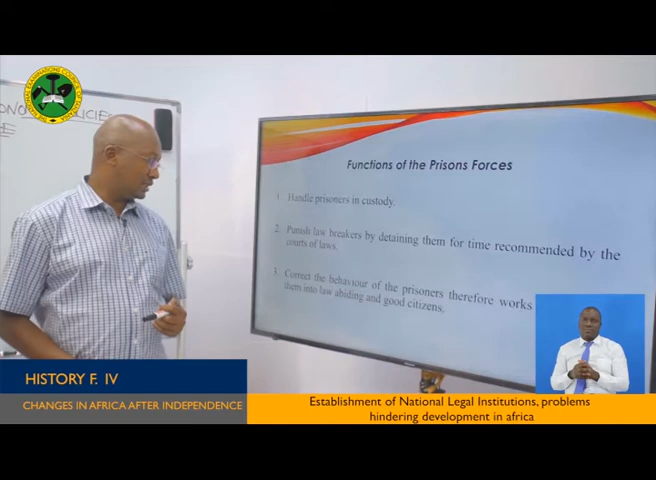 Functions of the Prisons Forces
1. Handle prisoners in custody.
2. Punish law breakers by detaining them for time recommended by the
courts of laws.
3. Correct the behaviour of the prisoners therefore works
them into law abiding and good citizens.
HISTORY F. IV
CHANGES IN AFRICA AFTER INDEPENDENCE
Establishment of National Legal Institutions, problems
hindering development in africa